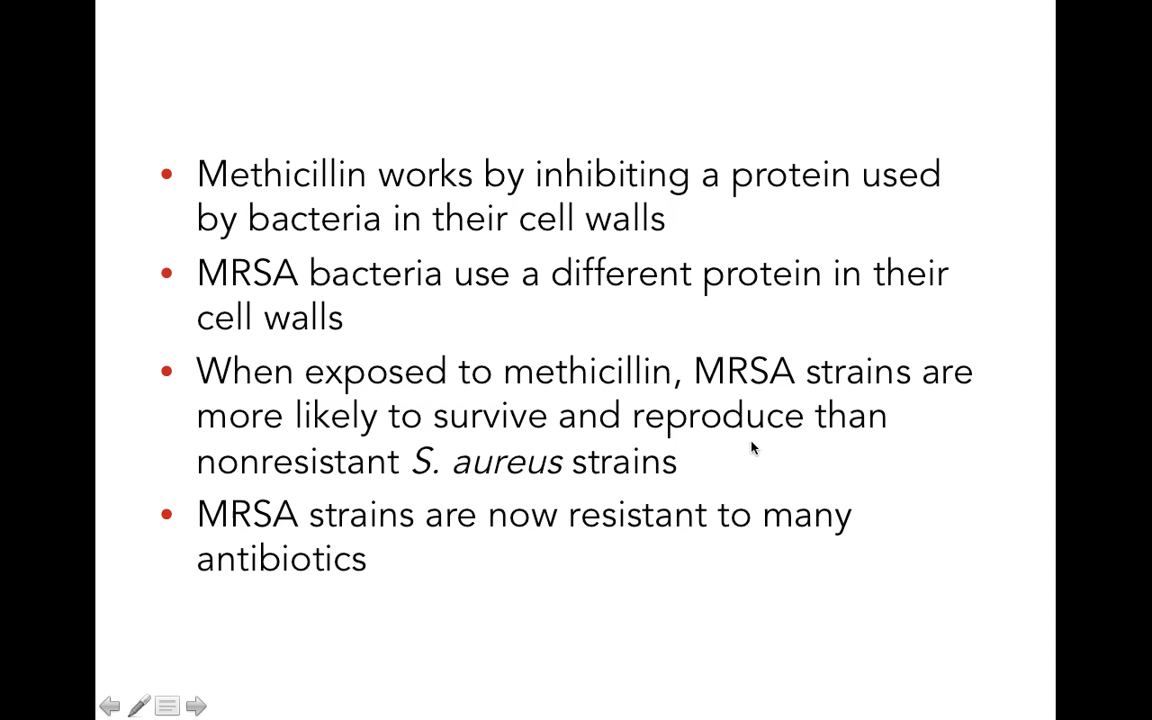 • Methicillin works by inhibiting a protein used
by bacteria in their cell walls
• MRSA bacteria use a different protein in their
cell walls
• When exposed to methicillin, MRSA strains are
more likely to survive and reproduce than
nonresistant S. aureus strains
• MRSA strains are now resistant to many
antibiotics